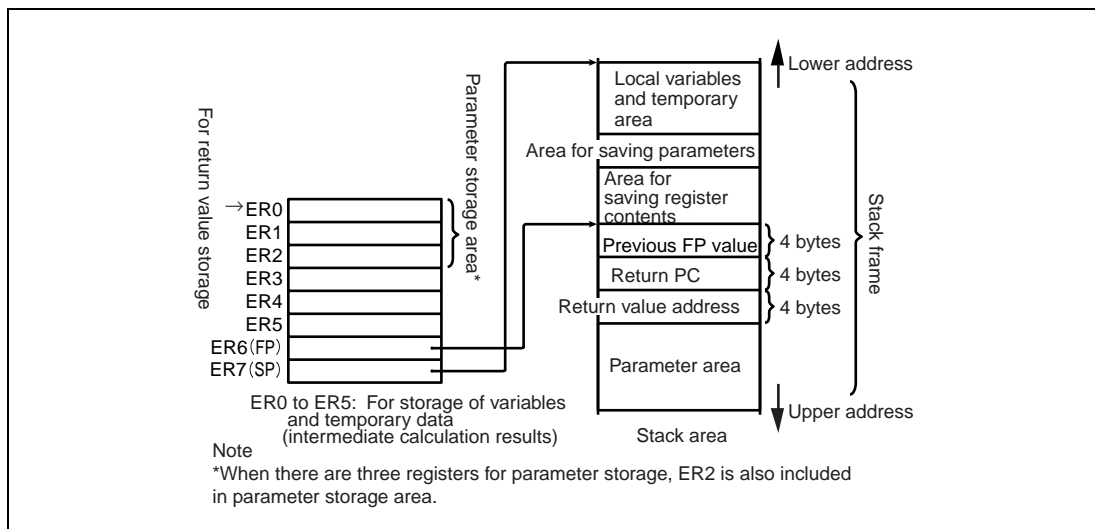 For return value storage
→ER0
ER1
ER2
ER3
ER4
ER5
ER6(FP)
ER7(SP)
Parameter storage area*
ER0 to ER5: For storage of variables
and temporary data
(intermediate calculation results)
Local variables
and temporary
area
Area for saving parameters
Area for
saving register
contents
Previous FP value
Return PC
Return value address
Parameter area
Stack area
4 bytes
4 bytes
4 bytes
Lower address
Stack frame
Upper address
Note
*When there are three registers for parameter storage, ER2 is also included
in parameter storage area.